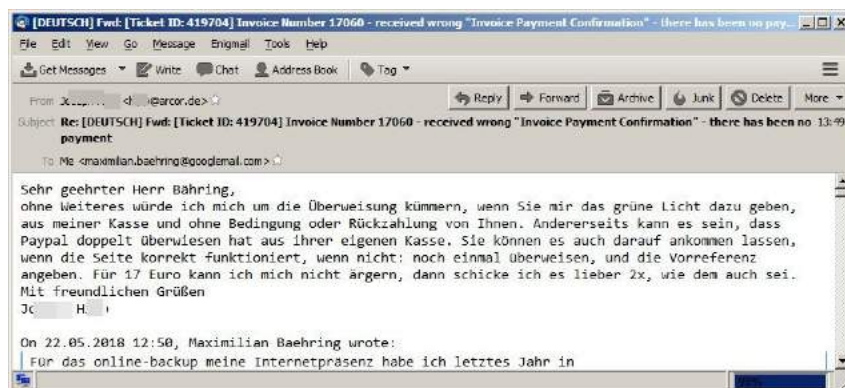 [DEUTSCH] Fwd: [Ticket ID: 419704] Invoice Number 17060 - received wrong "Invoice Payment Confirmation" - there has been no pay...
File Edit View Go Message Enigmail Tools Help
Get Messages Write Chat Address Book Tag
From @arcor.de> Reply Forward Archive Junk Delete More
Subject Re: [DEUTSCH] Fwd: [Ticket ID: 419704] Invoice Number 17060 - received wrong "Invoice Payment Confirmation" - there has been no 13:49
payment
To Me <maximilian.baehring@googlemail.com>
Sehr geehrter Herr Bähring,
ohne Weiteres würde ich mich um die Überweisung kümmern, wenn Sie mir das grüne Licht dazu geben,
aus meiner Kasse und ohne Bedingung oder Rückzahlung von Ihnen. Andererseits kann es sein, dass
Paypal doppelt überwiesen hat aus ihrer eigenen Kasse. Sie können es auch darauf ankommen lassen,
wenn die Seite korrekt funktioniert, wenn nicht: noch einmal überweisen, und die Vorreferenz
angeben. Für 17 Euro kann ich mich nicht ärgern, dann schicke ich es lieber 2x, wie dem auch sei.
Mit freundlichen Grüßen
On 22.05.2018 12:50, Maximilian Baehring wrote:
Für das online-backup meine Internetpräsenz habe ich letztes Jahr in